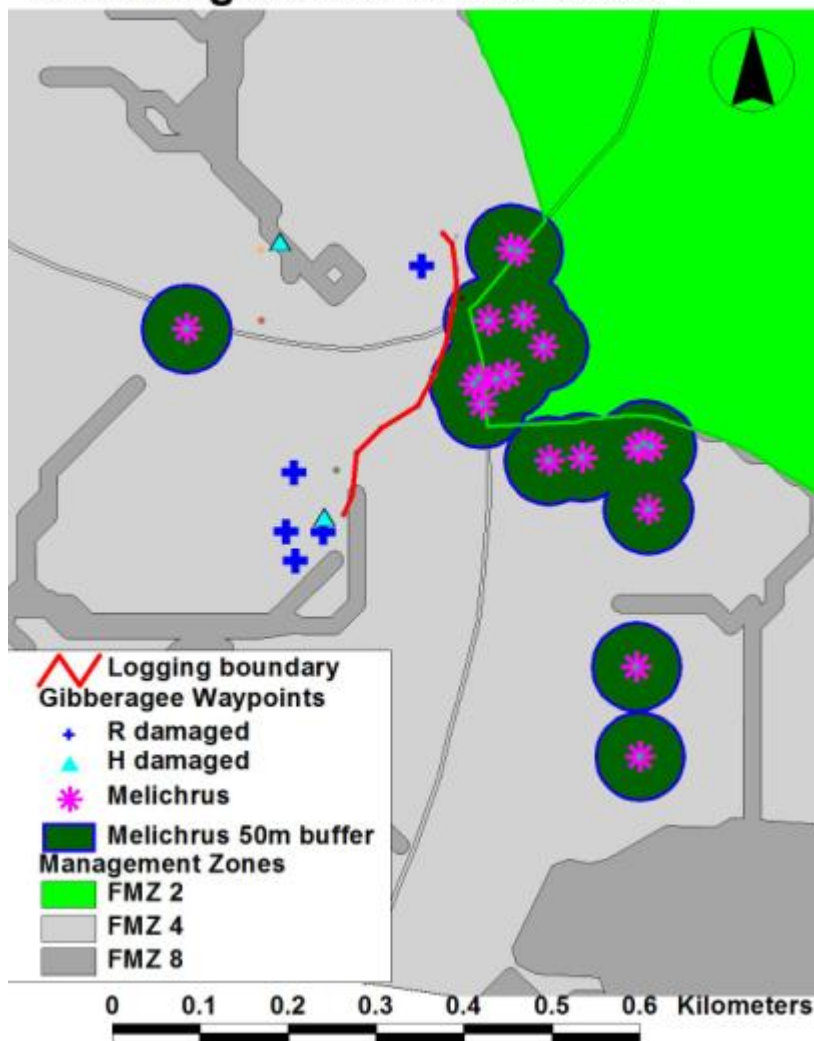 Logging boundary
Gibberagee Waypoints
R damaged
H damaged
Melichrus
Melichrus 50m buffer
Management Zones
FMZ 2
FMZ 4
FMZ 8
0 0.1 0.2 0.3 0.4 0.5 0.6 Kilometers